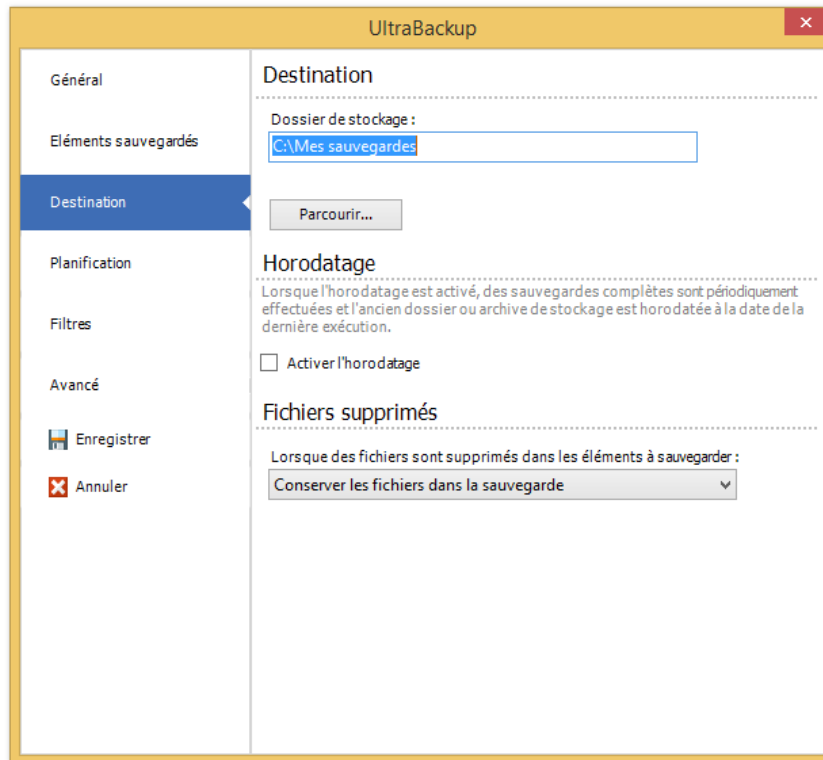 UltraBackup
Général
Eléments sauvegardés
Destination
Planification
Filtres
Avancé
Enregistrer
Annuler
Destination
Dossier de stockage :
C:\Mes sauvegardes
Parcourir...
Horodatage
Lorsque l'horodatage est activé, des sauvegardes complètes sont périodiquement
effectuées et l'ancien dossier ou archive de stockage est horodatée à la date de la
dernière exécution.
Activer l'horodatage
Fichiers supprimés
Lorsque des fichiers sont supprimés dans les éléments à sauvegarder :
Conserver les fichiers dans la sauvegarde